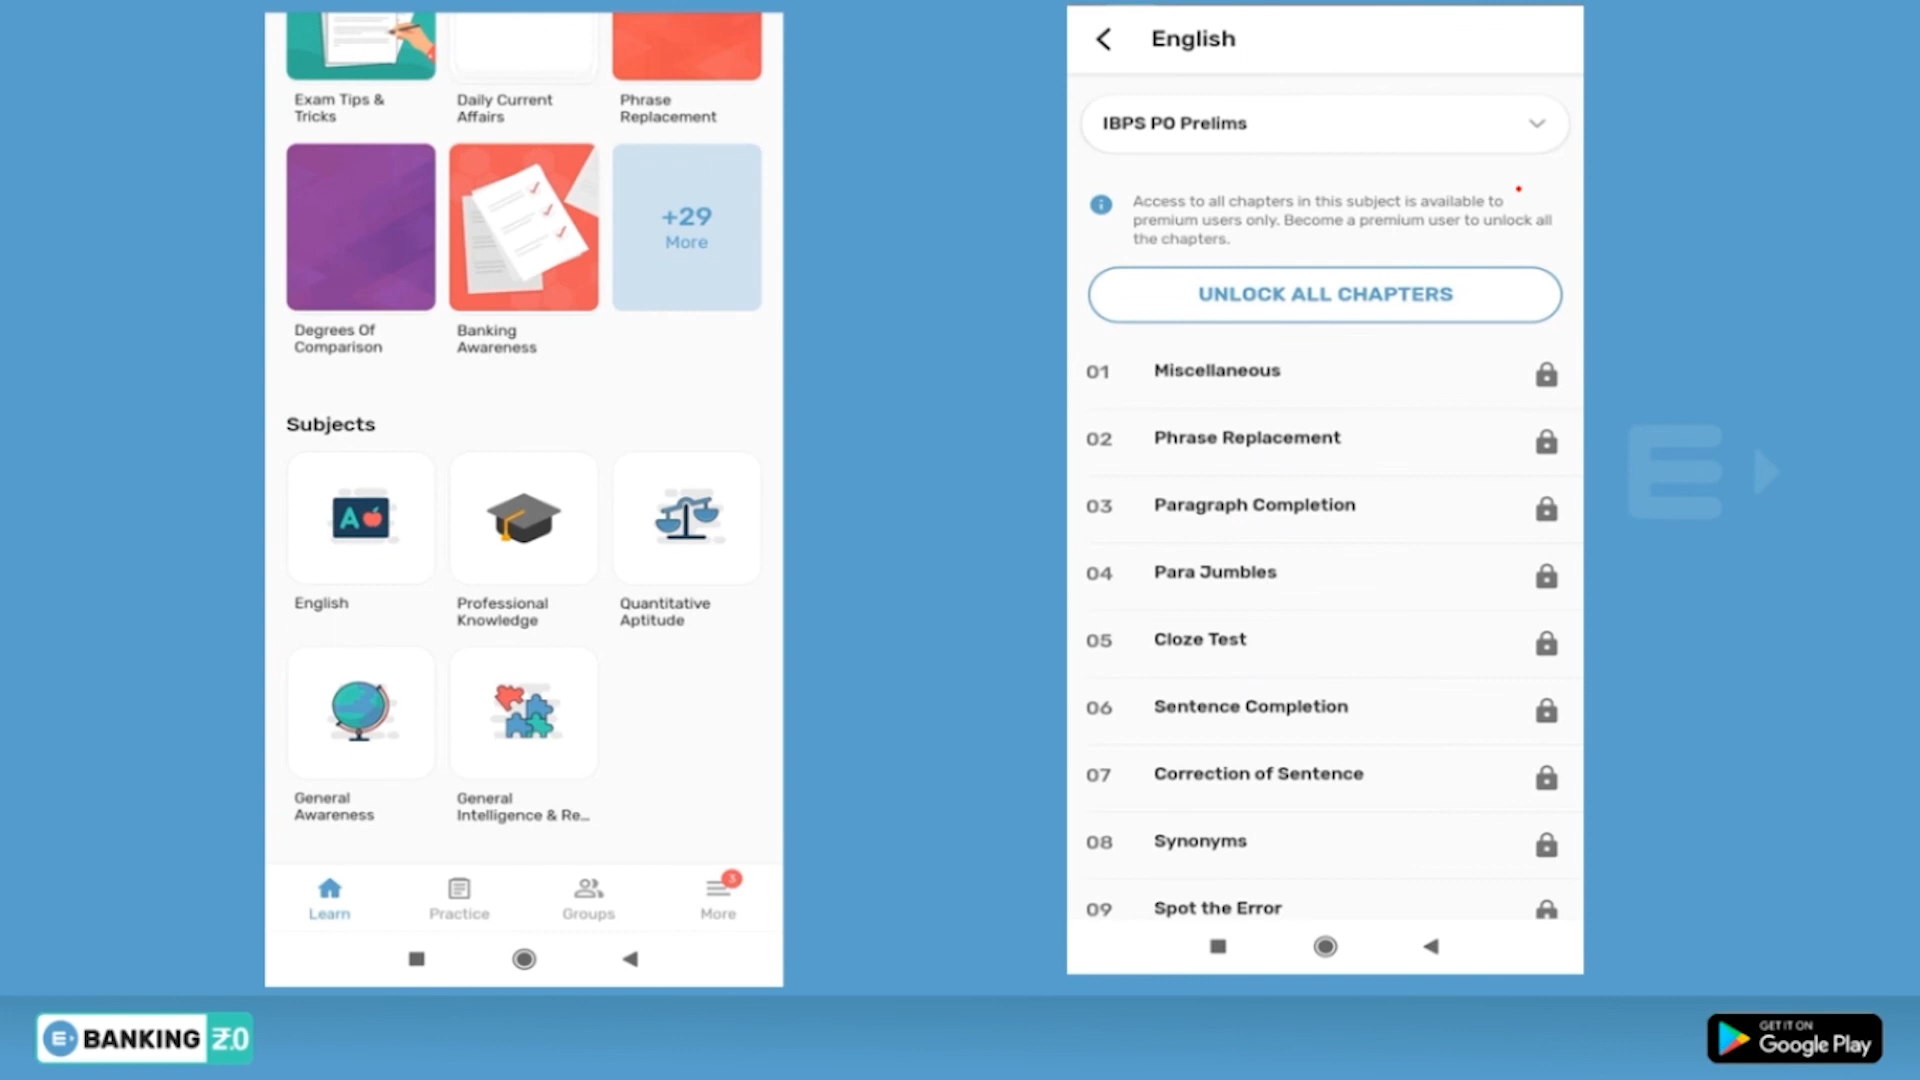 Exam Tips &
Tricks
Daily Current
Affairs
Phrase
Replacement
+29
More
Degrees Of
Comparison
Banking
Awareness
Subjects
A
English
Professional
Knowledge
Quantitative
Aptitude
General
Awareness
General
Intelligence & Re...
3
Learn
Practice
Groups
More
English
IBPS PO Prelims
Access to all chapters in this subject is available to
premium users only. Become a premium user to unlock all
the chapters.
UNLOCK ALL CHAPTERS
01 Miscellaneous
02 Phrase Replacement
03 Paragraph Completion
04 Para Jumbles
05 Cloze Test
06 Sentence Completion
07 Correction of Sentence
08 Synonyms
09 Spot the Error
E
E BANKING ₹.0
GET IT ON
Google Play